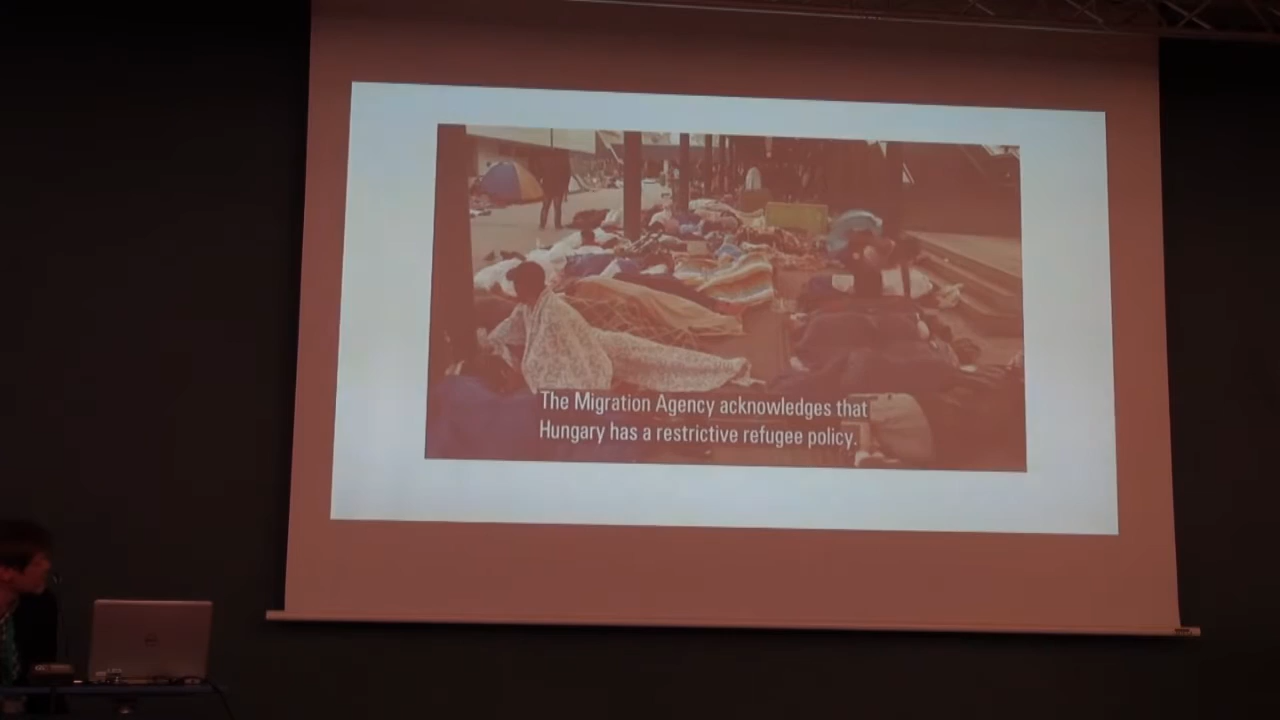 The Migration Agency acknowledges that
Hungary has a restrictive refugee policy.